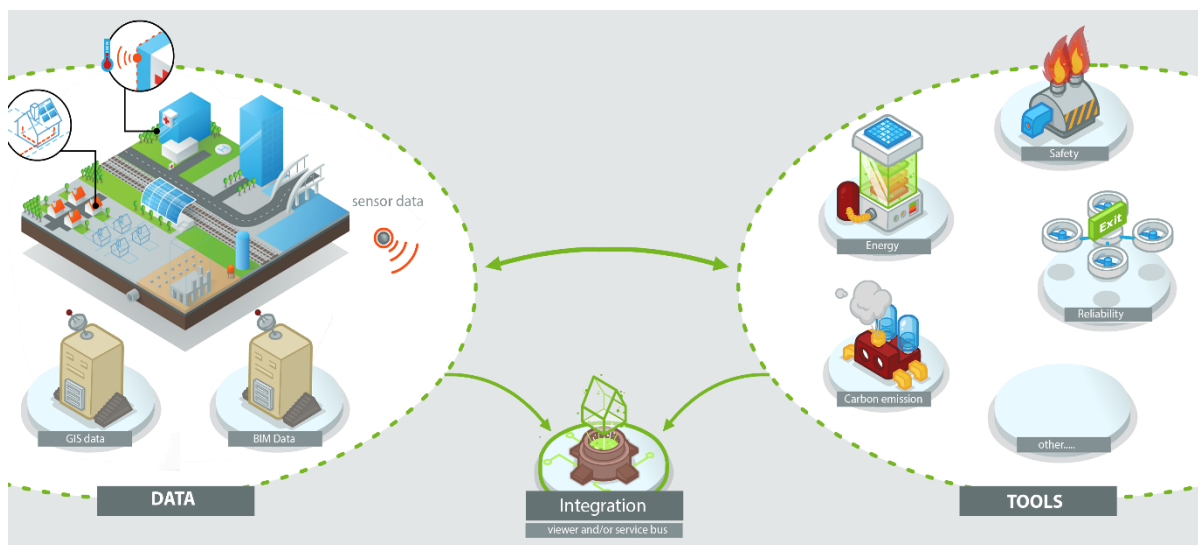 sensor data
GIS data
BIM Data
DATA
Integration
viewer and/or service bus
Safety
Energy
Exit
Reliability
Carbon emission
other.....
TOOLS